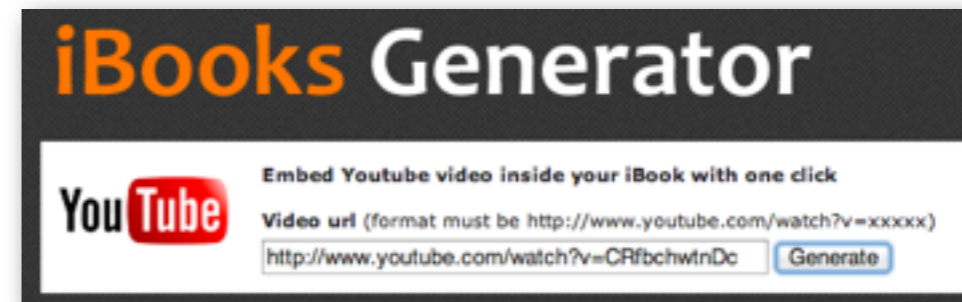 iBooks Generator
YouTube
Embed Youtube video inside your iBook with one click
Video url (format must be http://www.youtube.com/watch?v=xxxxx)
http://www.youtube.com/watch?v=CRfbchwtnDc
Generate